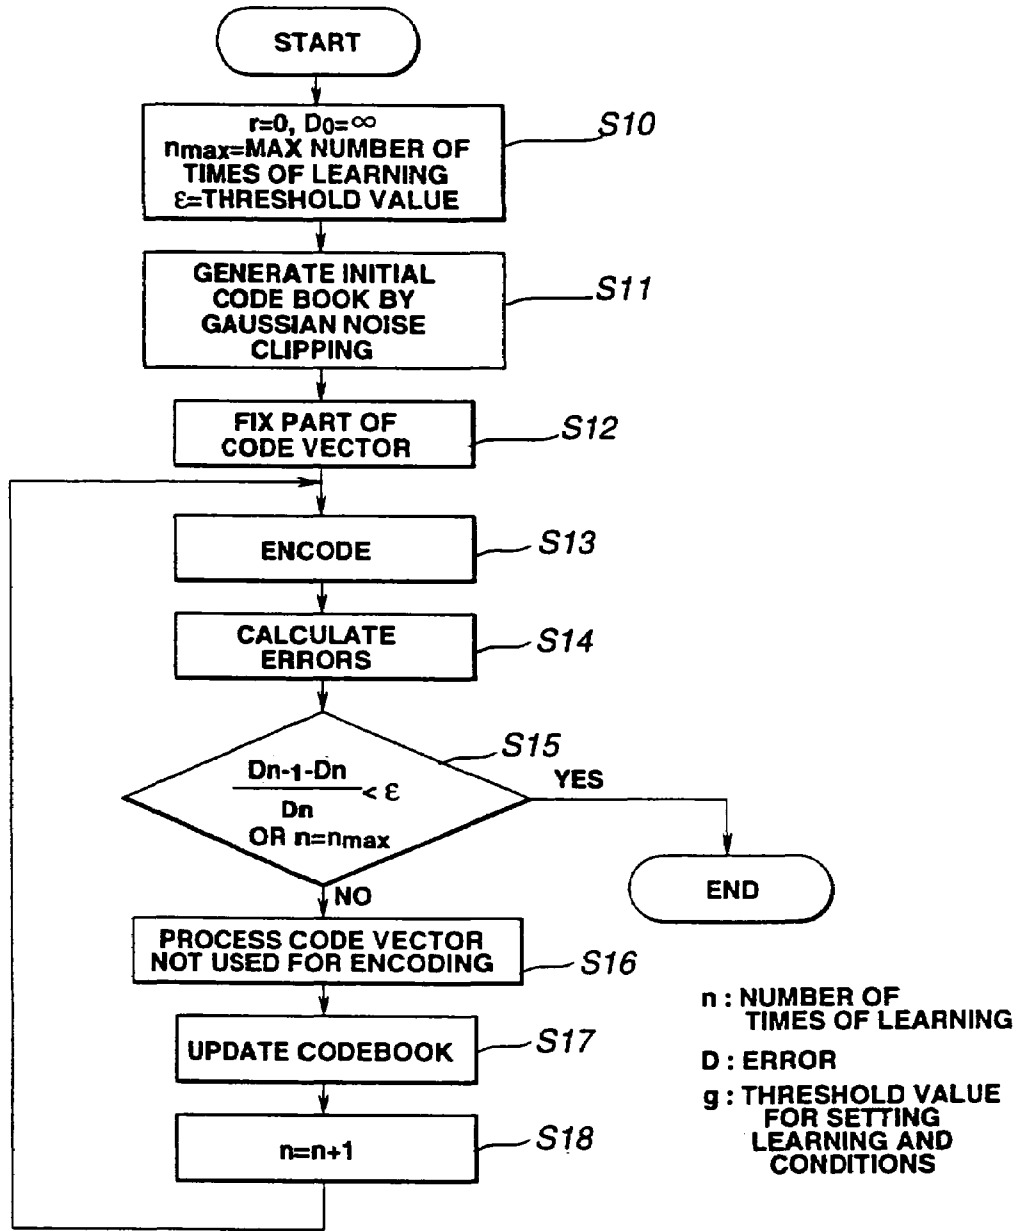 START
r=0, D0=∞
nmax=MAX NUMBER OF
TIMES OF LEARNING
ε=THRESHOLD VALUE
S10
GENERATE INITIAL
CODE BOOK BY
GAUSSIAN NOISE
CLIPPING
S11
FIX PART OF
CODE VECTOR
S12
ENCODE
S13
CALCULATE
ERRORS
S14
S15
Dn-1-Dn
< ε
Dn
OR n=nmax
YES
END
NO
PROCESS CODE VECTOR
NOT USED FOR ENCODING
S16
UPDATE CODEBOOK
S17
n=n+1
S18
n : NUMBER OF
TIMES OF LEARNING
D : ERROR
g : THRESHOLD VALUE
FOR SETTING
LEARNING AND
CONDITIONS